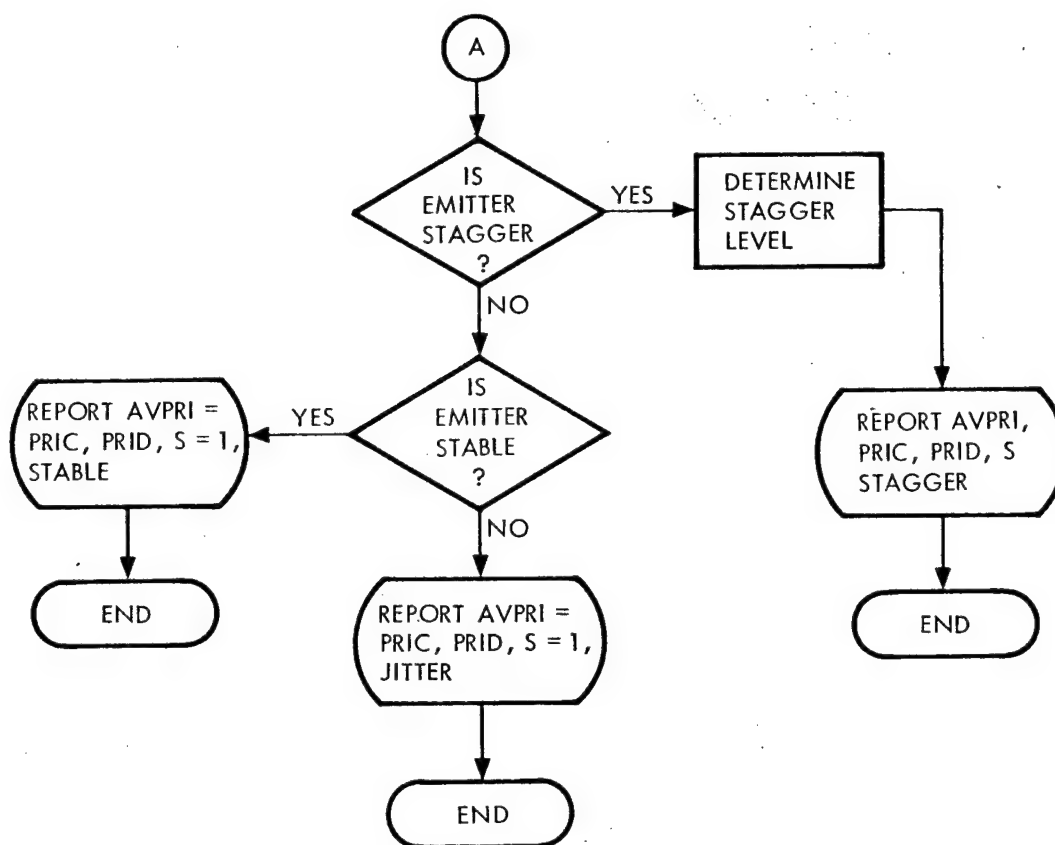 A
IS
EMITTER
STAGGER
?
YES
DETERMINE
STAGGER
LEVEL
NO
IS
EMITTER
STABLE
?
YES
REPORT AVPRI =
PRIC, PRID, S = 1,
STABLE
REPORT AVPRI,
PRIC, PRID, S
STAGGER
NO
END
REPORT AVPRI =
PRIC, PRID, S = 1,
JITTER
END
END